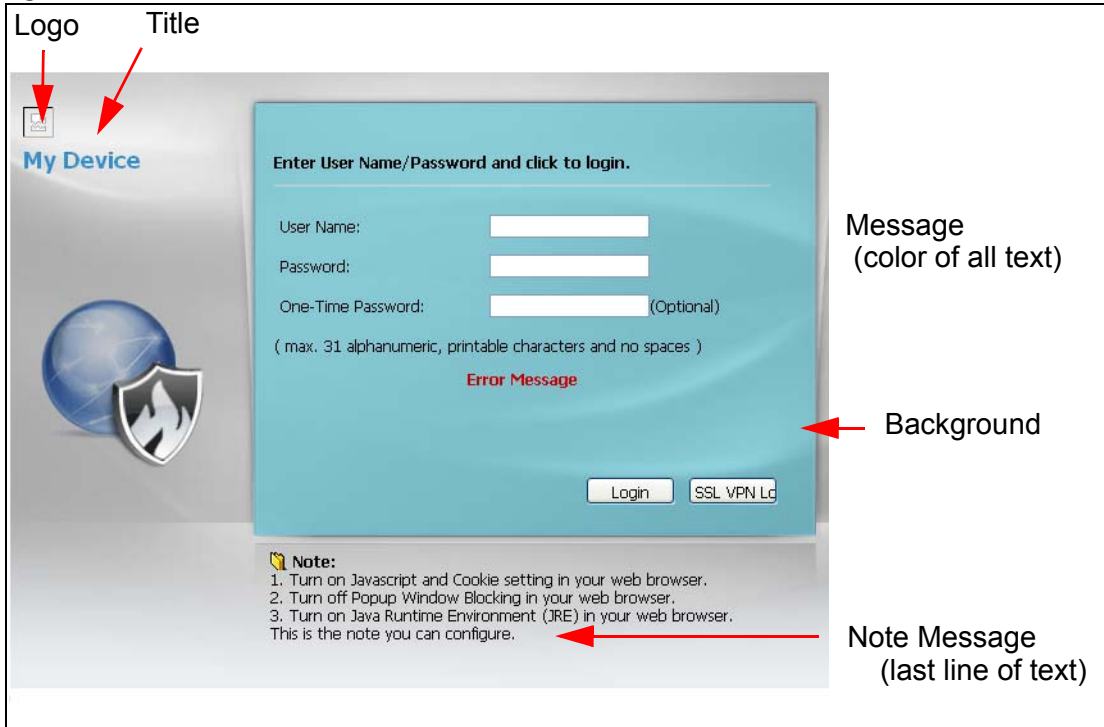 Logo
Title
My Device
Enter User Name/Password and click to login.
User Name:
Password:
One-Time Password:
(Optional)
( max. 31 alphanumeric, printable characters and no spaces )
Error Message
Login
SSL VPN Lo
Message
(color of all text)
Background
Note:
1. Turn on Javascript and Cookie setting in your web browser.
2. Turn off Popup Window Blocking in your web browser.
3. Turn on Java Runtime Environment (JRE) in your web browser.
This is the note you can configure.
Note Message
(last line of text)